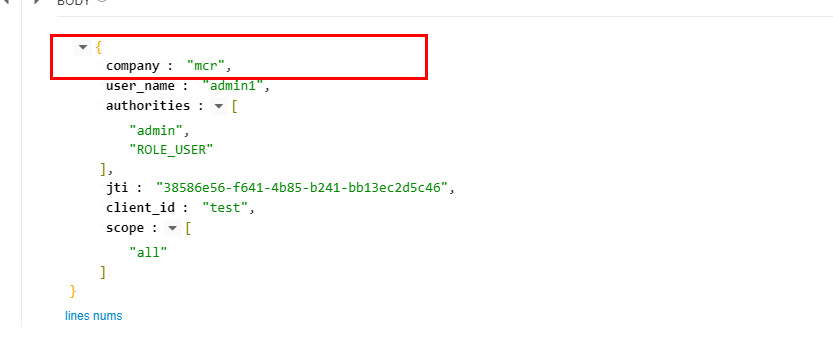 BODY
{
company : "mcr",
user_name : "admin1",
authorities : [
"admin",
"ROLE_USER"
],
jti : "38586e56-f641-4b85-b241-bb13ec2d5c46",
client_id : "test",
scope : [
"all"
]
}
lines nums